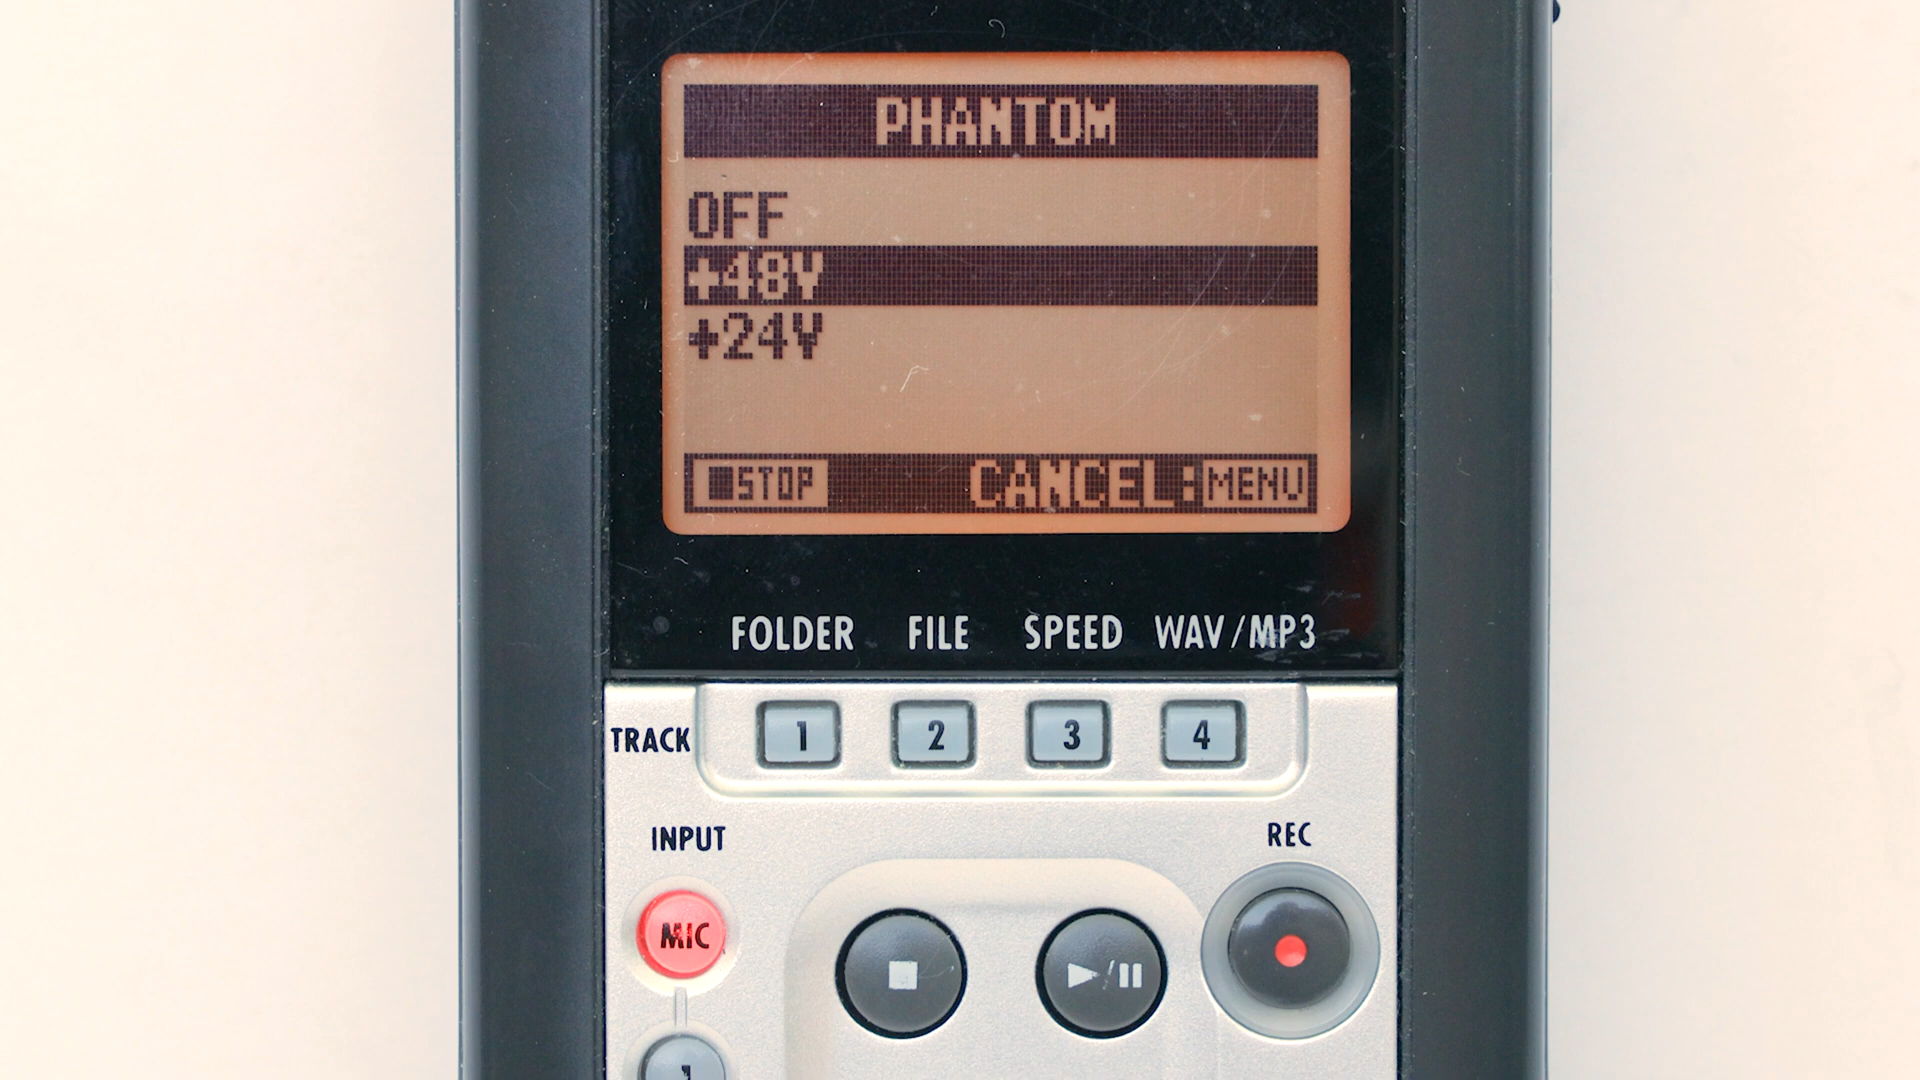 PHANTOM
OFF
+48V
+24V
STOP CANCEL:MENU
FOLDER FILE SPEED WAV/MP3
TRACK 1 2 3 4
INPUT REC
MIC
1